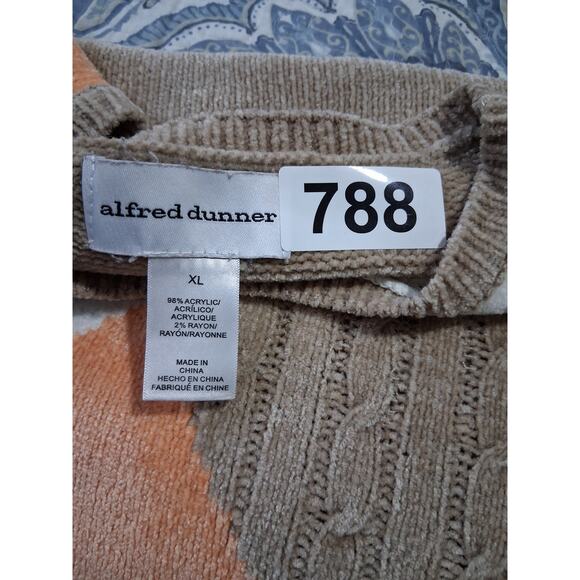 alfred dunner
788
XL
98% ACRYLIC/
ACRÍLICO/
ACRYLIQUE
2% RAYON/
RAYÓN/RAYONNE
MADE IN
CHINA
HECHO EN CHINA
FABRIQUÉ EN CHINE